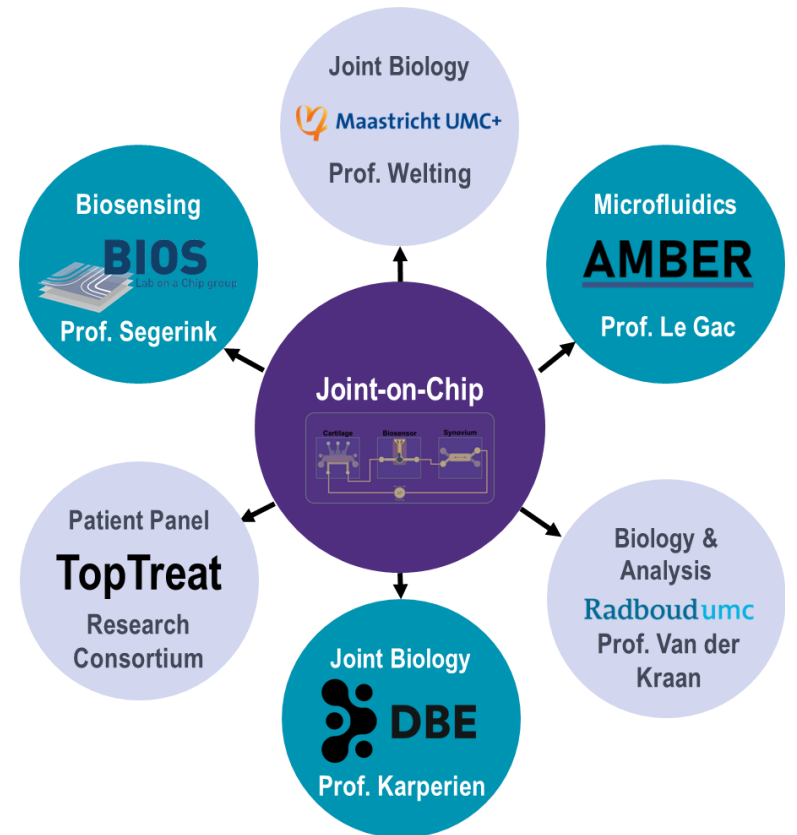 Joint Biology
Maastricht UMC+
Prof. Welting
Biosensing
BIOS
Lab on a Chip group
Prof. Segerink
Microfluidics
AMBER
Prof. Le Gac
Joint-on-Chip
Cartilage
Biosensor
Synovium
Patient Panel
TopTreat
Research
Consortium
Biology &
Analysis
Radboudumc
Prof. Van der
Kraan
Joint Biology
DBE
Prof. Karperien